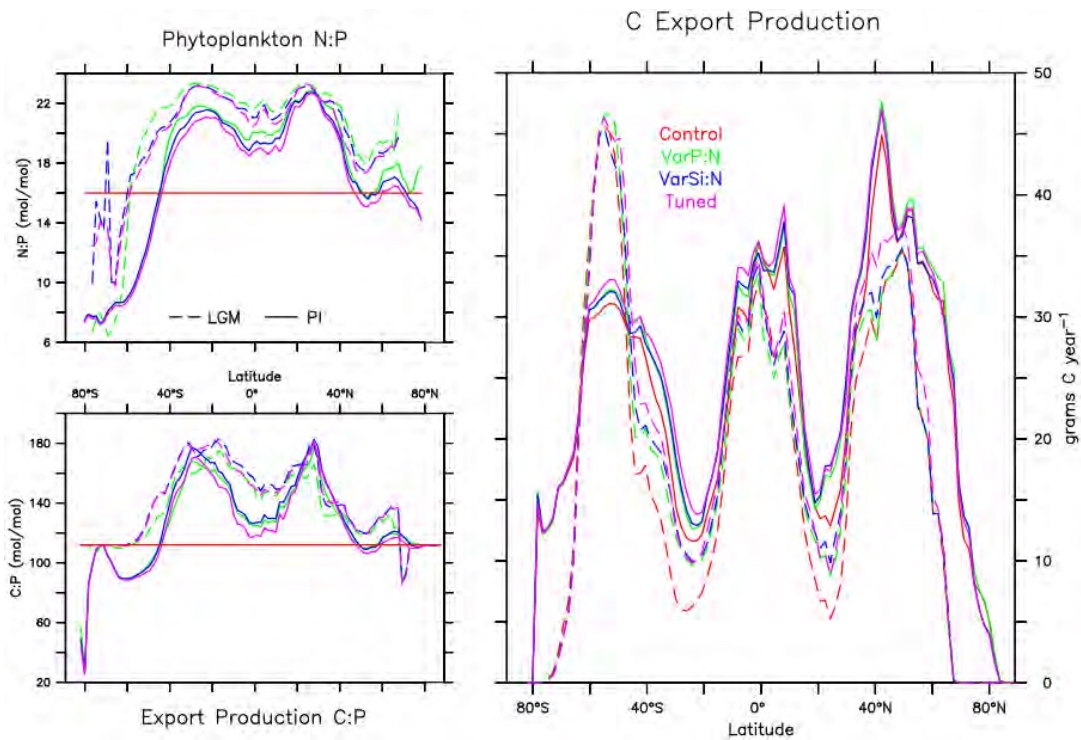 Phytoplankton N:P
22
18
14
10
6
N:P (mol/mol)
LGM
PI
Latitude
80°S
40°S
0°
40°N
80°N
180
140
100
60
20
C:P (mol/mol)
Export Production C:P
C Export Production
Control
VarP:N
VarSi:N
Tuned
50
40
30
20
10
0
grams C year⁻¹
80°S
40°S
0°
40°N
80°N
Latitude